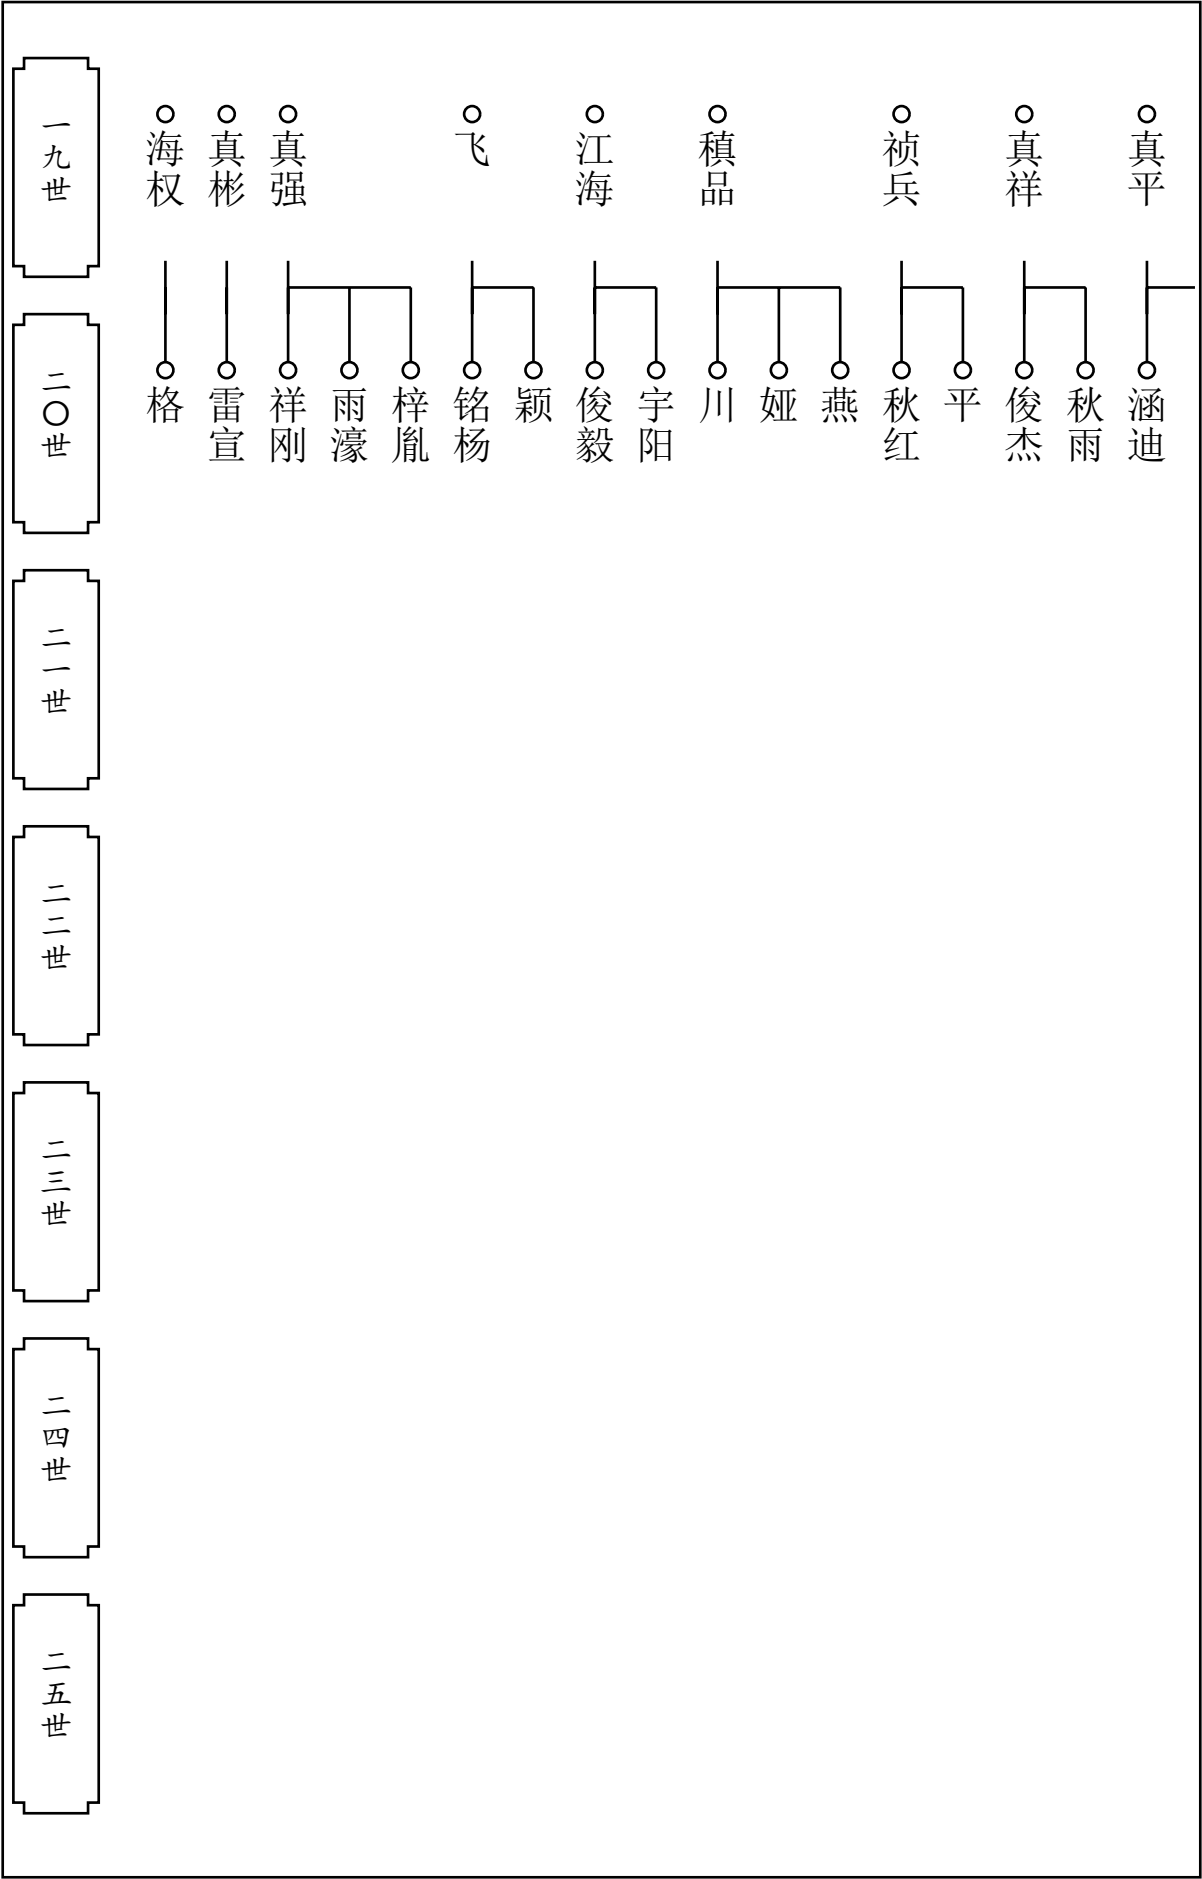 一九世
海权
真彬
真强
飞
江海
稹品
祯兵
真祥
真平
二〇世
格
雷宣
祥刚
雨濠
梓胤
铭杨
颖
俊毅
宇阳
川
娅
燕
秋红
平
俊杰
秋雨
涵迪
二一世
二二世
二三世
二四世
二五世